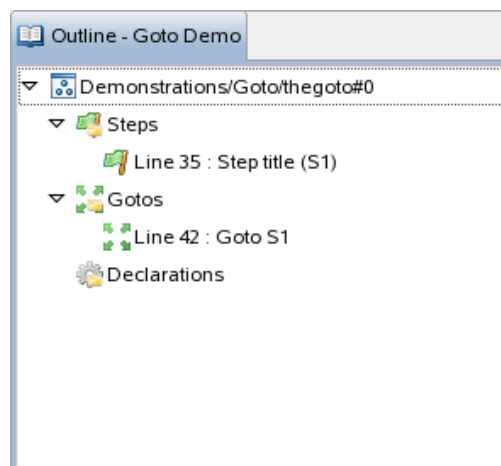 Outline - Goto Demo
Demonstrations/Goto/thegoto#0
Steps
Line 35 : Step title (S1)
Gotos
Line 42 : Goto S1
Declarations